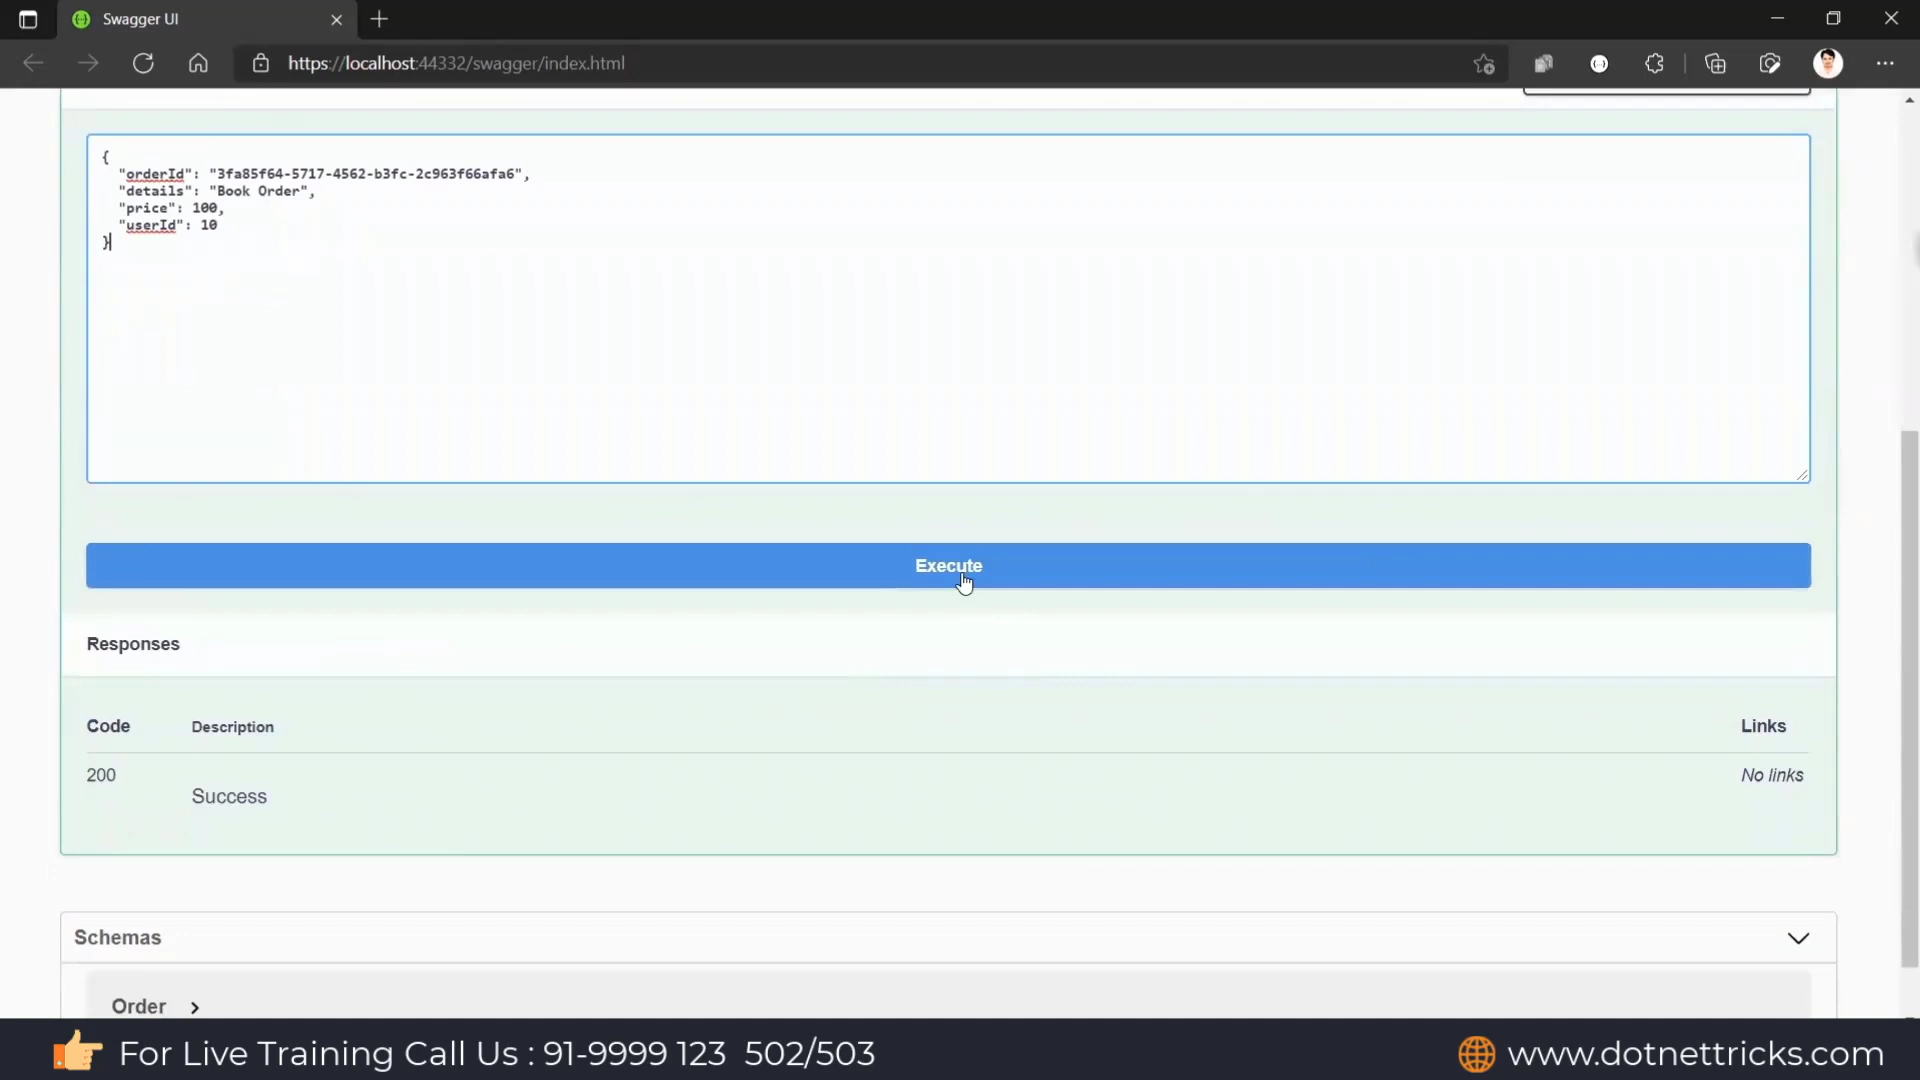 Swagger UI
https://localhost:44332/swagger/index.html
{
"orderId": "3fa85f64-5717-4562-b3fc-2c963f66afa6",
"details": "Book Order",
"price": 100,
"userId": 10
}
Execute
Responses
Code Description Links
200 Success No links
Schemas
Order
For Live Training Call Us : 91-9999 123 502/503
www.dotnettricks.com